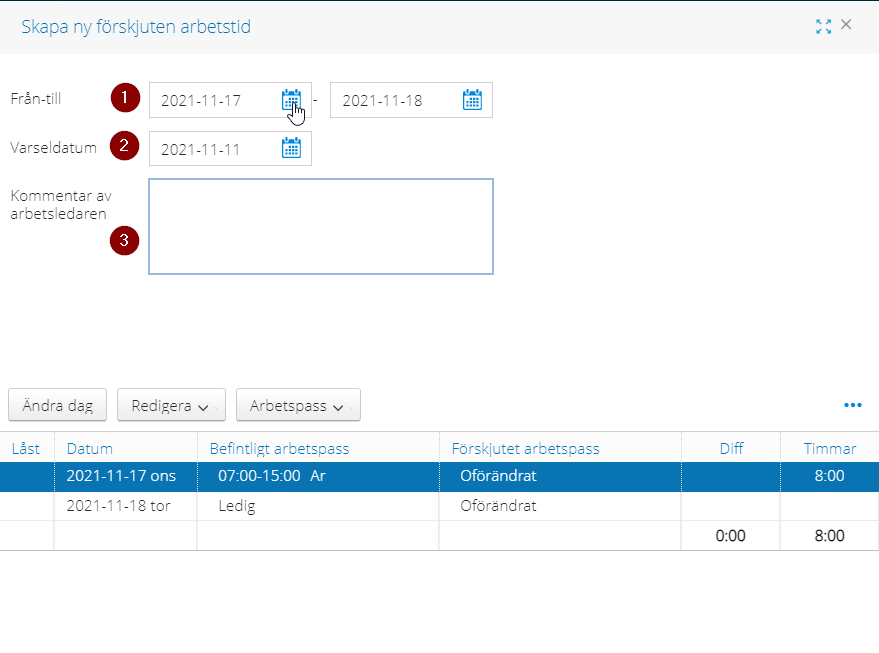 Skapa ny förskjuten arbetstid
Från-till 1 2021-11-17 - 2021-11-18
Varseldatum 2 2021-11-11
Kommentar av
arbetsledaren
3
Ändra dag Redigera Arbetspass
Låst Datum Befintligt arbetspass Förskjutet arbetspass Diff Timmar
2021-11-17 ons 07:00-15:00 Ar Oförändrat 8:00
2021-11-18 tor Ledig Oförändrat
0:00 8:00